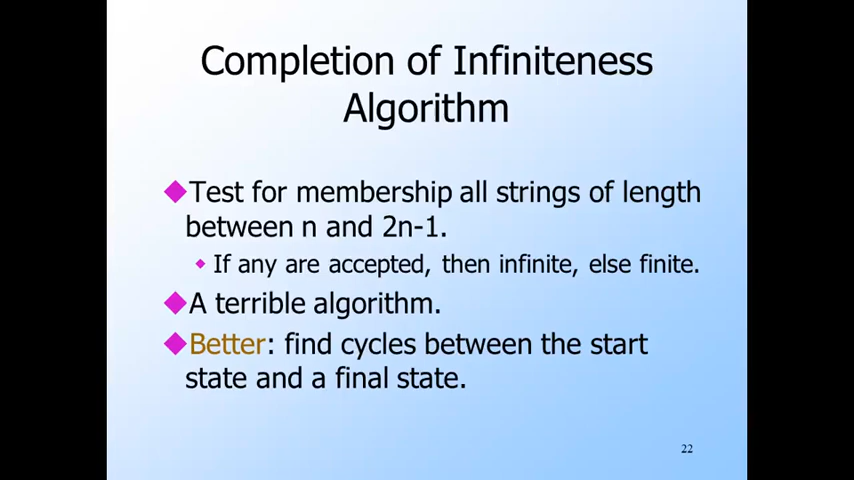 Completion of Infiniteness
Algorithm
Test for membership all strings of length
between n and 2n-1.
If any are accepted, then infinite, else finite.
A terrible algorithm.
Better: find cycles between the start
state and a final state.
22